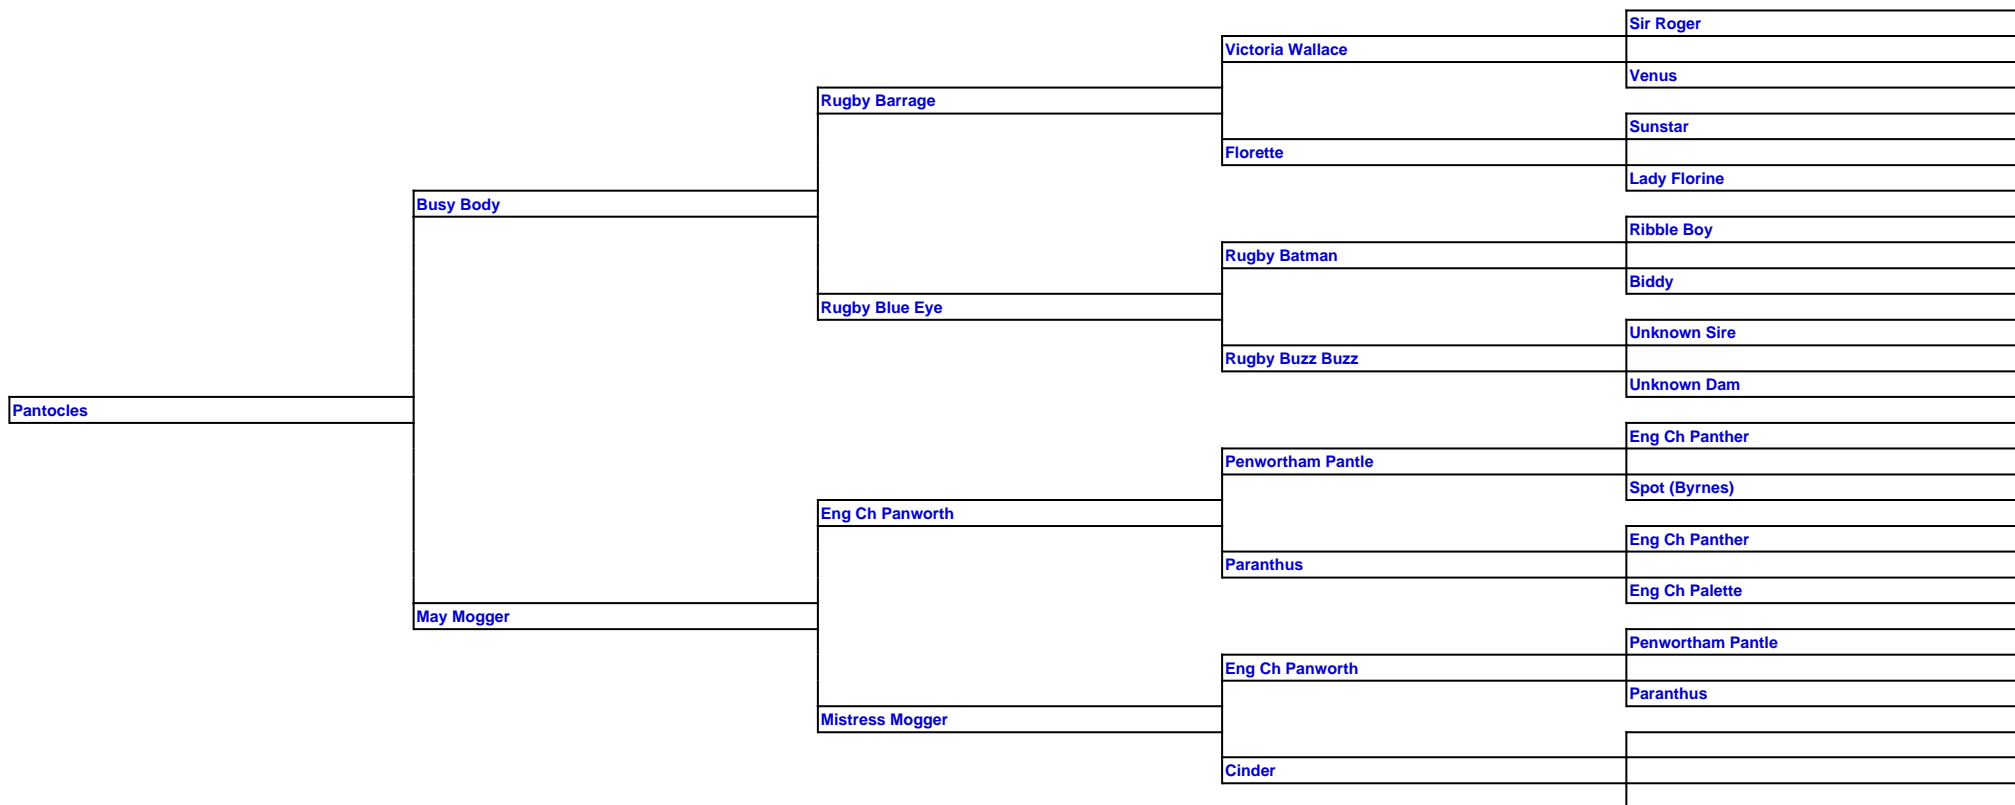 Sir Roger
Victoria Wallace
Venus
Rugby Barrage
Sunstar
Florette
Lady Florine
Busy Body
Ribble Boy
Rugby Batman
Biddy
Rugby Blue Eye
Unknown Sire
Rugby Buzz Buzz
Unknown Dam
Pantocles
Eng Ch Panther
Penwortham Pantle
Spot (Byrnes)
Eng Ch Panworth
Eng Ch Panther
Paranthus
Eng Ch Palette
May Mogger
Penwortham Pantle
Eng Ch Panworth
Paranthus
Mistress Mogger
Cinder